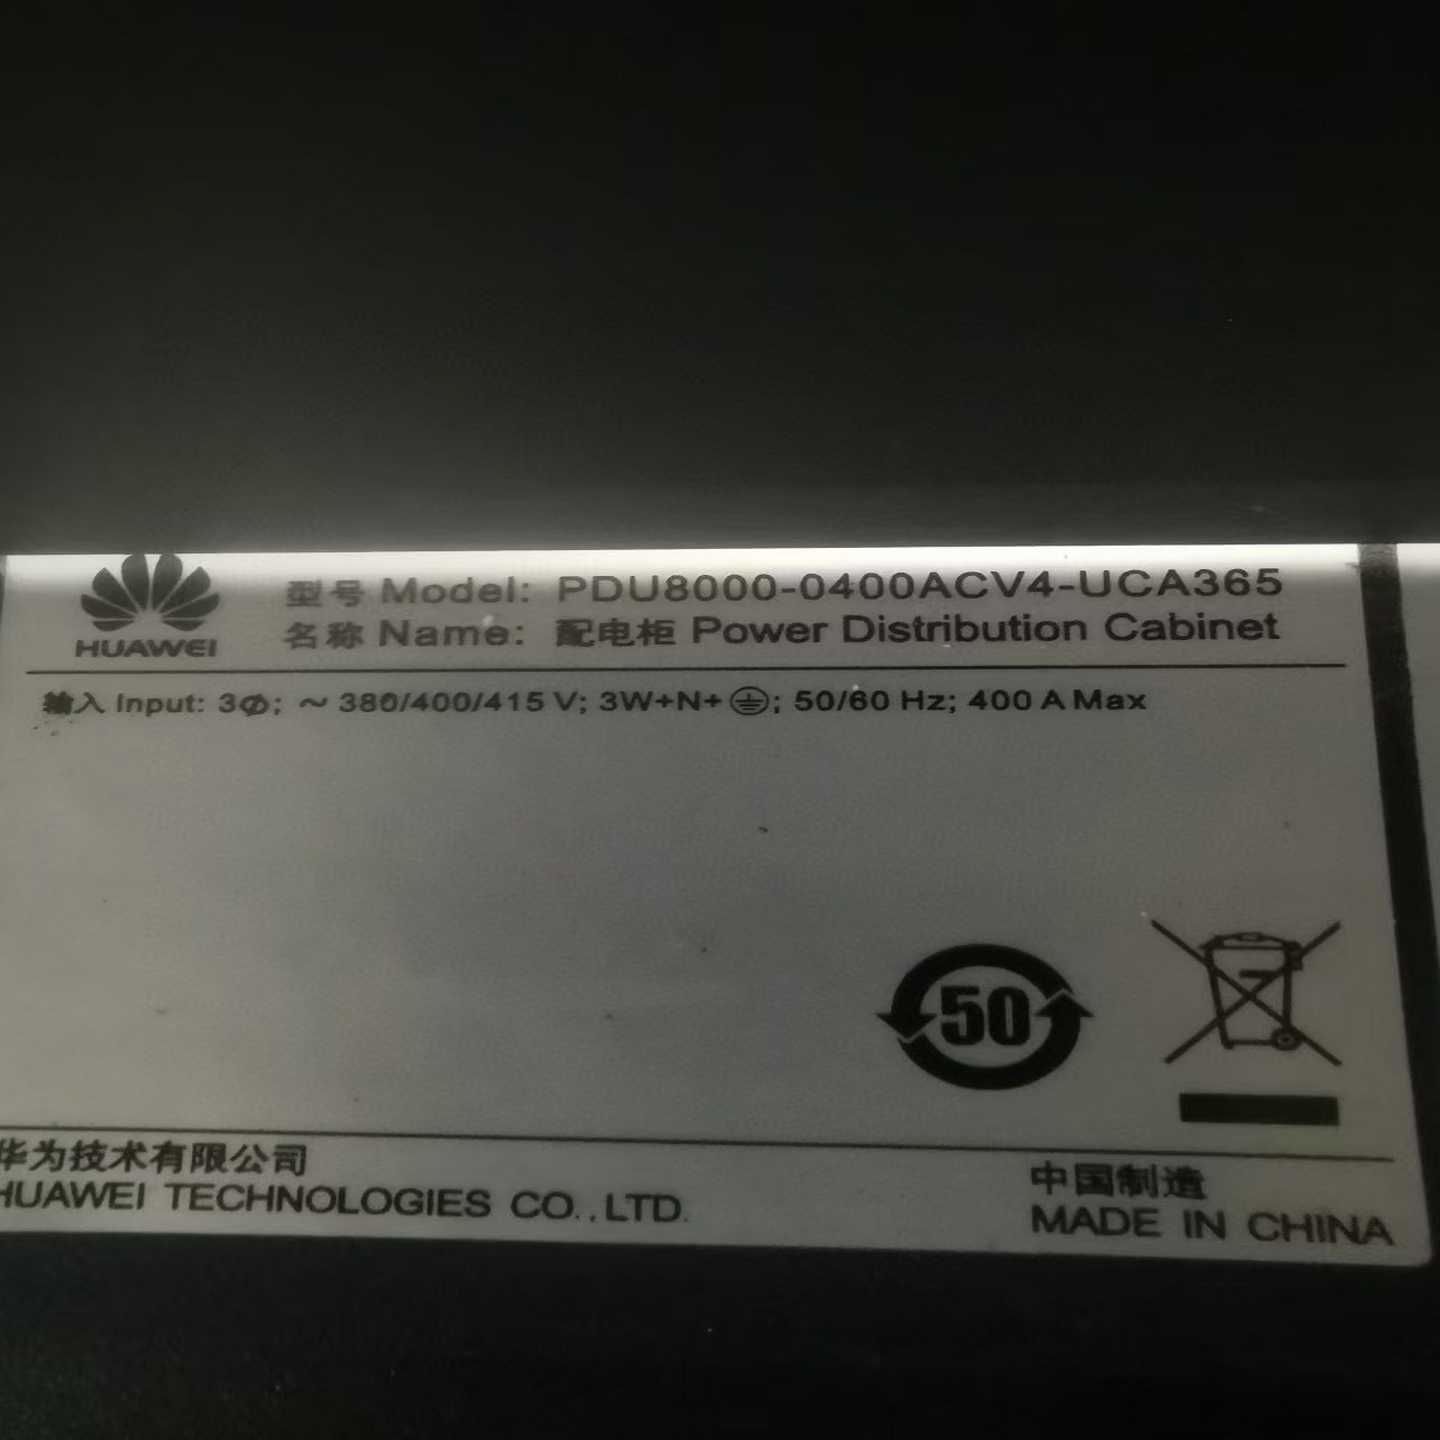 HUAWEI
型号 Model: PDU8000-0400ACV4-UCA365
名称 Name: 配电柜 Power Distribution Cabinet
输入 Input: 3Φ; ~ 380/400/415 V; 3W+N+⏚; 50/60 Hz; 400 A Max
50
华为技术有限公司
HUAWEI TECHNOLOGIES CO.,LTD.
中国制造
MADE IN CHINA